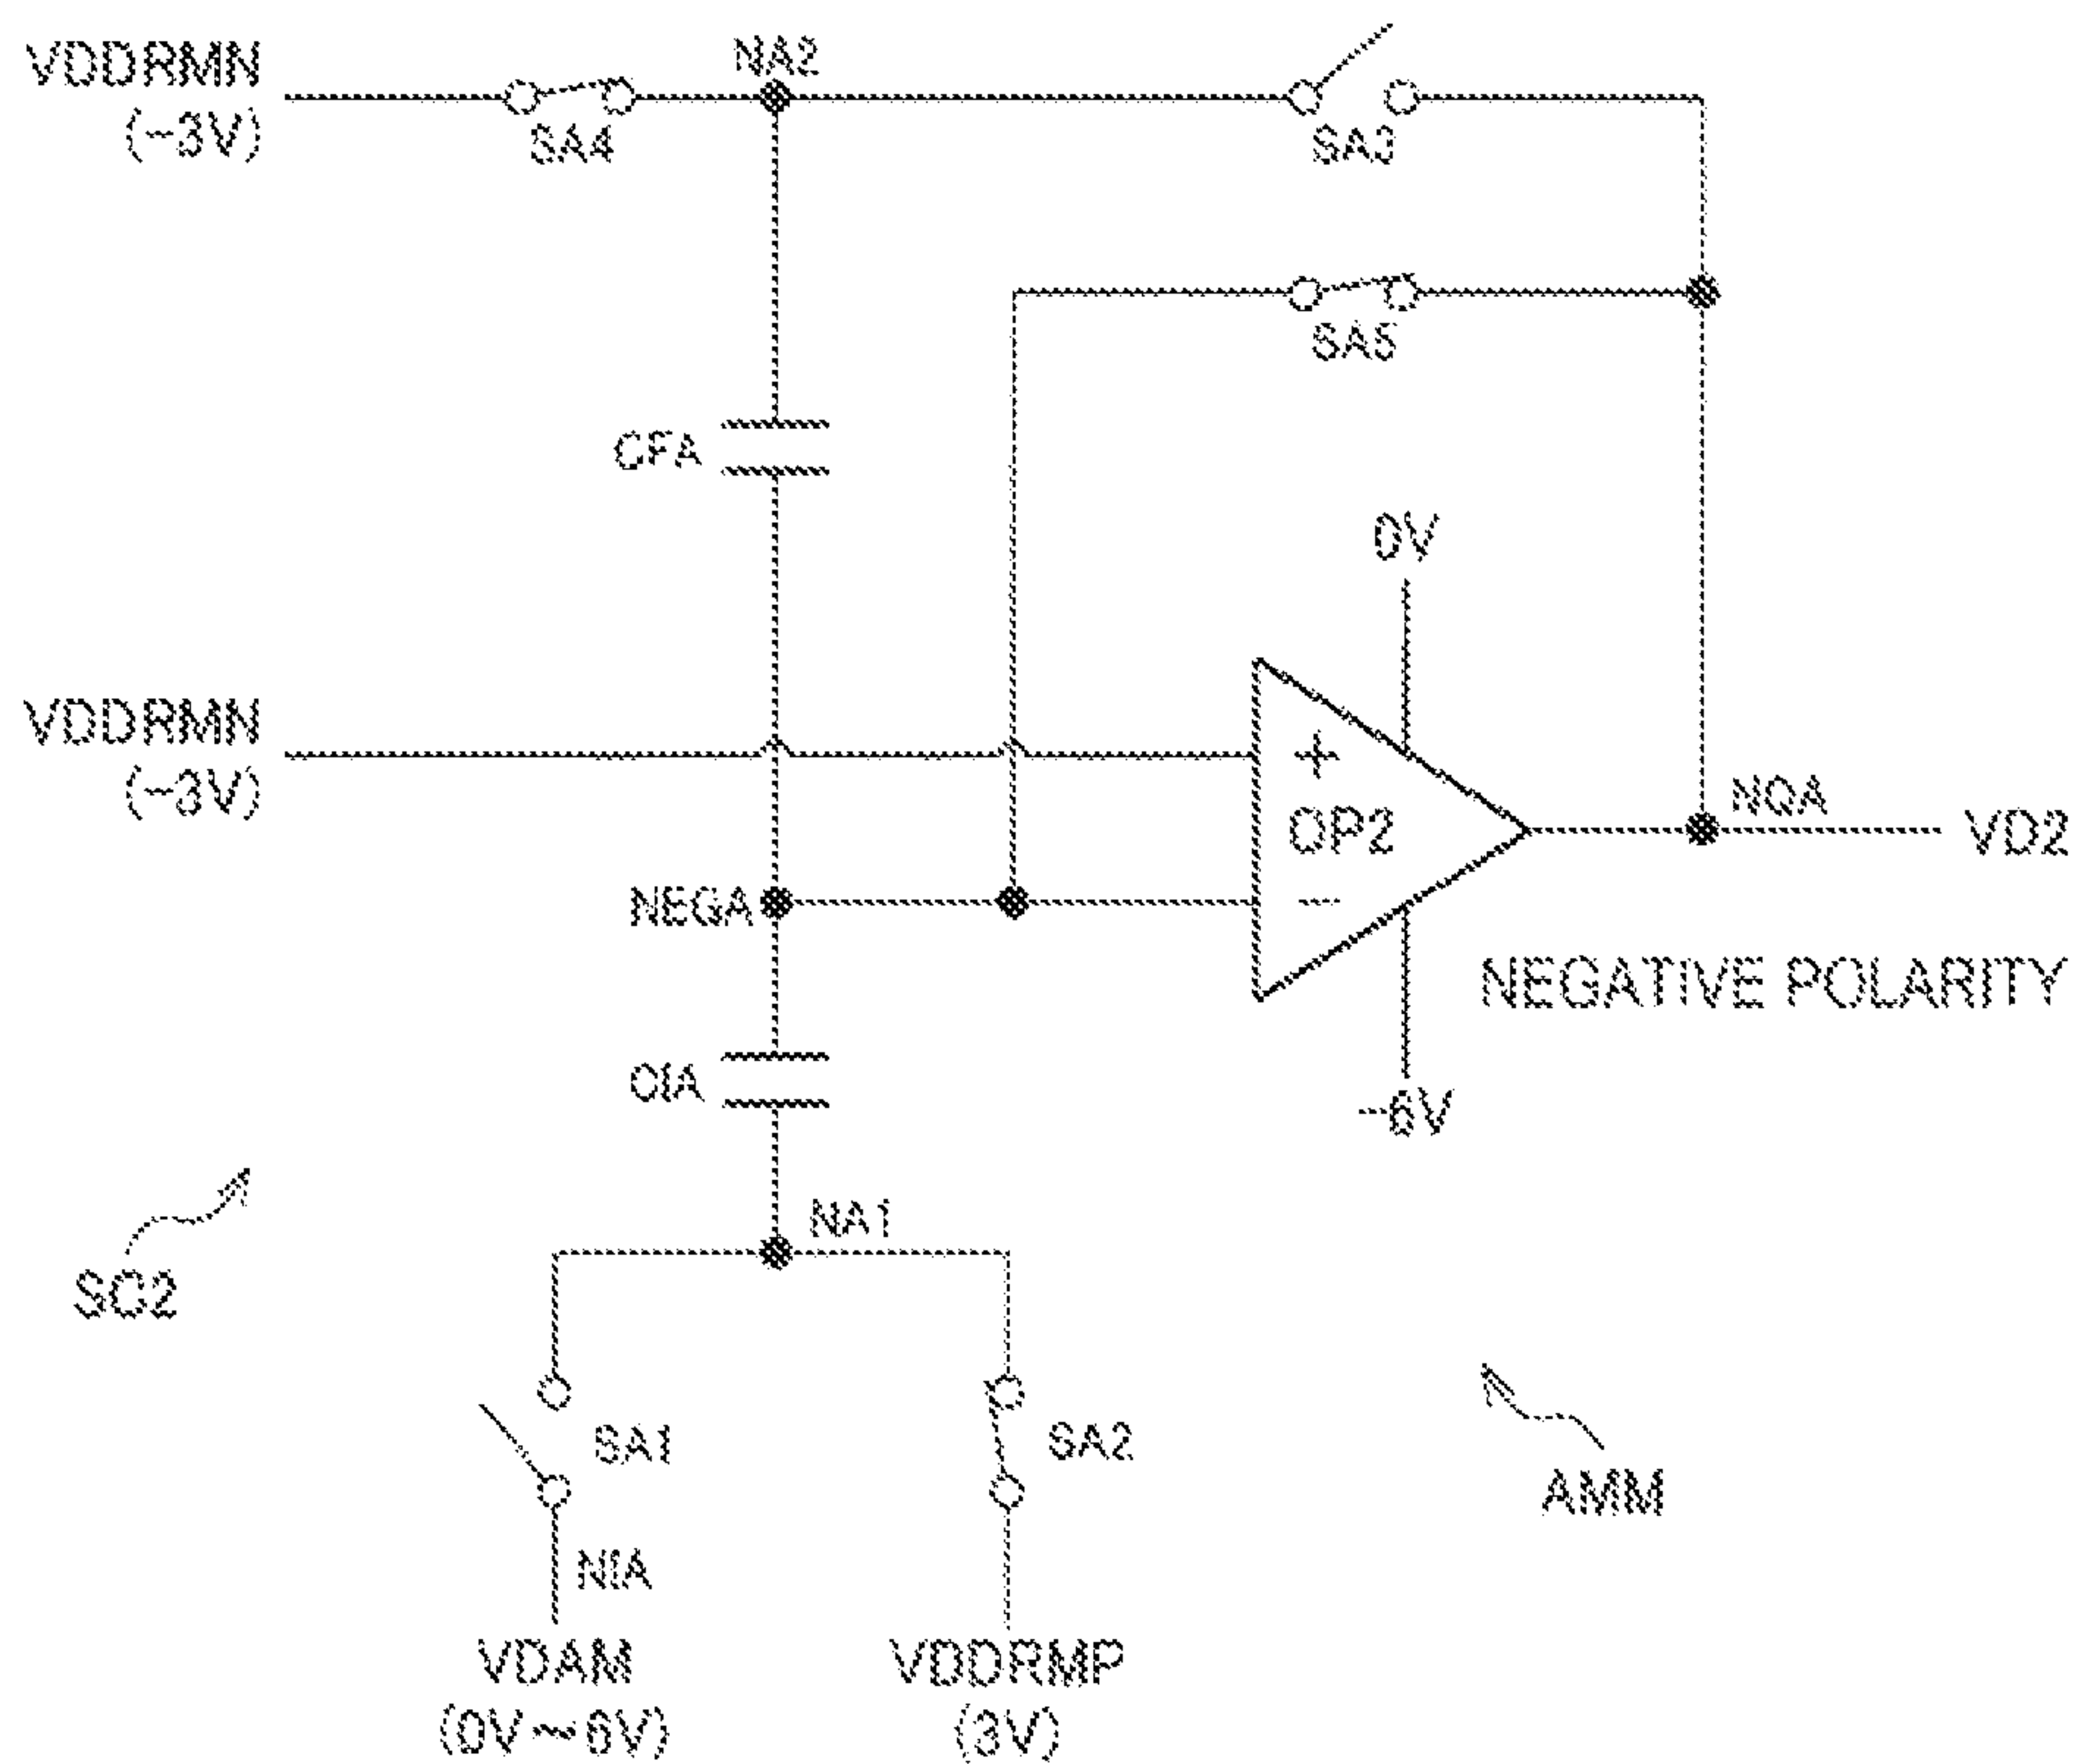 VDDRMN
(-3V)
NA2
SA4
SA3
SA5
CFA
0V
VDDRMN
(-3V)
+
OP2
-
NQA
VD2
NEGA
NEGATIVE POLARITY
CIA
-6V
NA1
SC2
SA1
SA2
AMM
NIA
VDAM
(0V~6V)
VDDRMP
(3V)